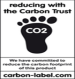 reducing with
the Carbon Trust
CO2
We have committed to
reduce the carbon footprint
of this product
carbon-label.com